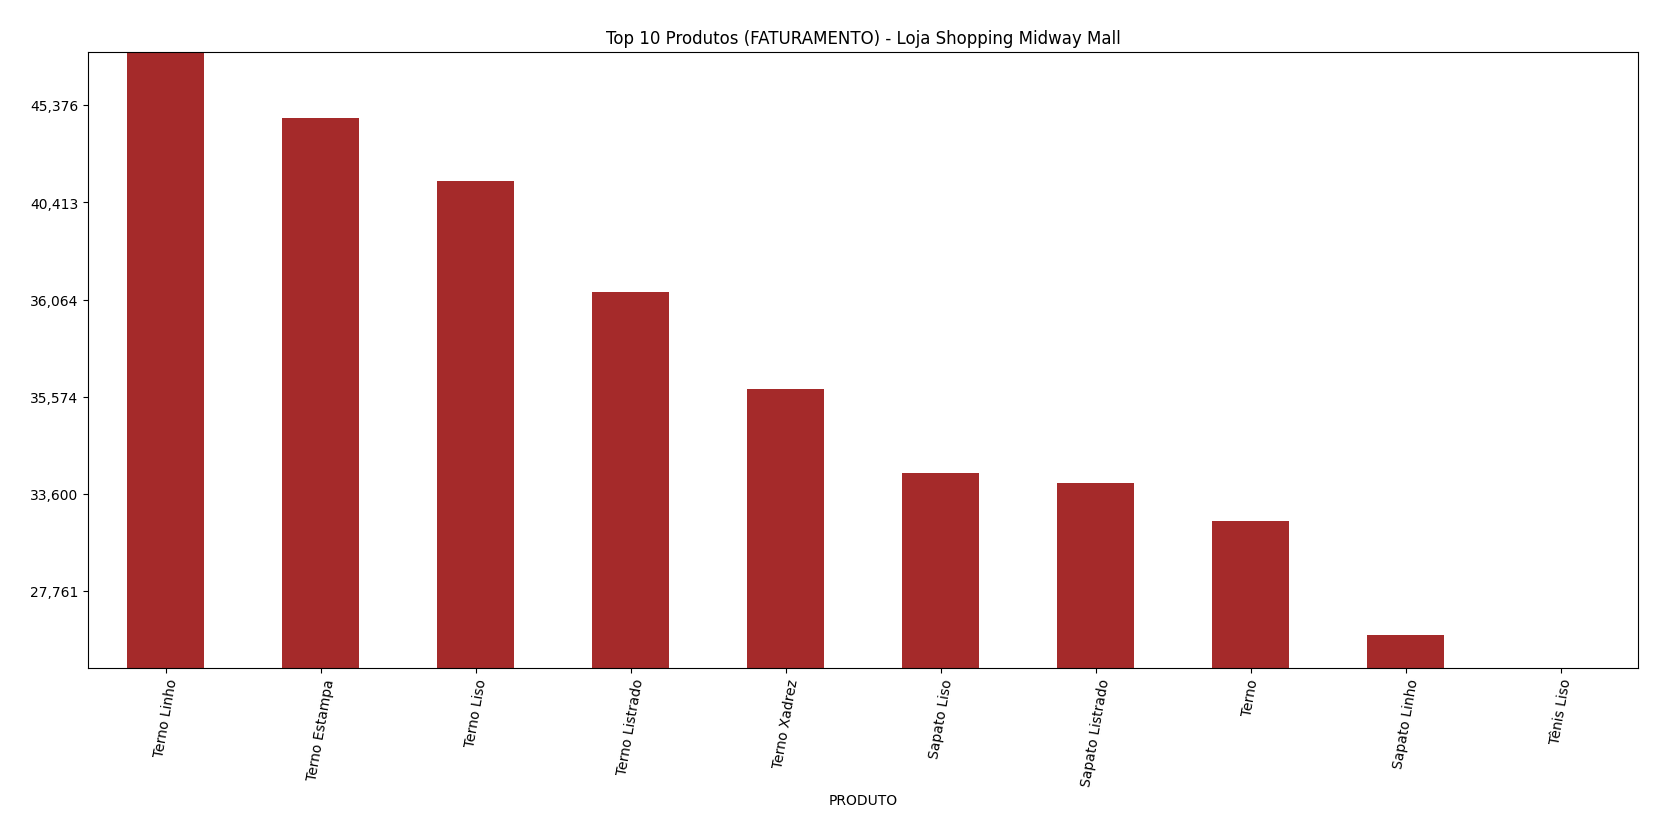 Top 10 Produtos (FATURAMENTO) - Loja Shopping Midway Mall
45,376
40,413
36,064
35,574
33,600
27,761
Terno Linho
Terno Estampa
Terno Liso
Terno Listrado
Terno Xadrez
Sapato Liso
Sapato Listrado
Terno
Sapato Linho
Tênis Liso
PRODUTO